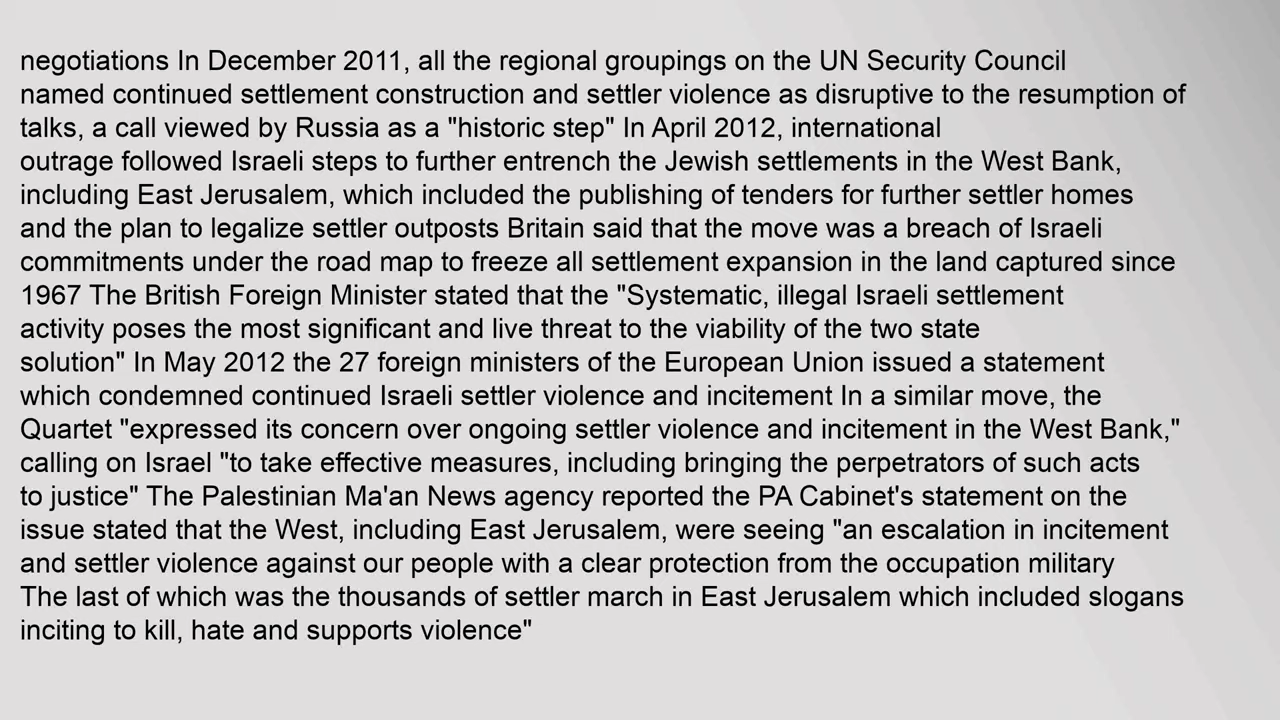 negotiations In December 2011, all the regional groupings on the UN Security Council
named continued settlement construction and settler violence as disruptive to the resumption of
talks, a call viewed by Russia as a "historic step" In April 2012, international
outrage followed Israeli steps to further entrench the Jewish settlements in the West Bank,
including East Jerusalem, which included the publishing of tenders for further settler homes
and the plan to legalize settler outposts Britain said that the move was a breach of Israeli
commitments under the road map to freeze all settlement expansion in the land captured since
1967 The British Foreign Minister stated that the "Systematic, illegal Israeli settlement
activity poses the most significant and live threat to the viability of the two state
solution" In May 2012 the 27 foreign ministers of the European Union issued a statement
which condemned continued Israeli settler violence and incitement In a similar move, the
Quartet "expressed its concern over ongoing settler violence and incitement in the West Bank,"
calling on Israel "to take effective measures, including bringing the perpetrators of such acts
to justice" The Palestinian Ma'an News agency reported the PA Cabinet's statement on the
issue stated that the West, including East Jerusalem, were seeing "an escalation in incitement
and settler violence against our people with a clear protection from the occupation military
The last of which was the thousands of settler march in East Jerusalem which included slogans
inciting to kill, hate and supports violence"